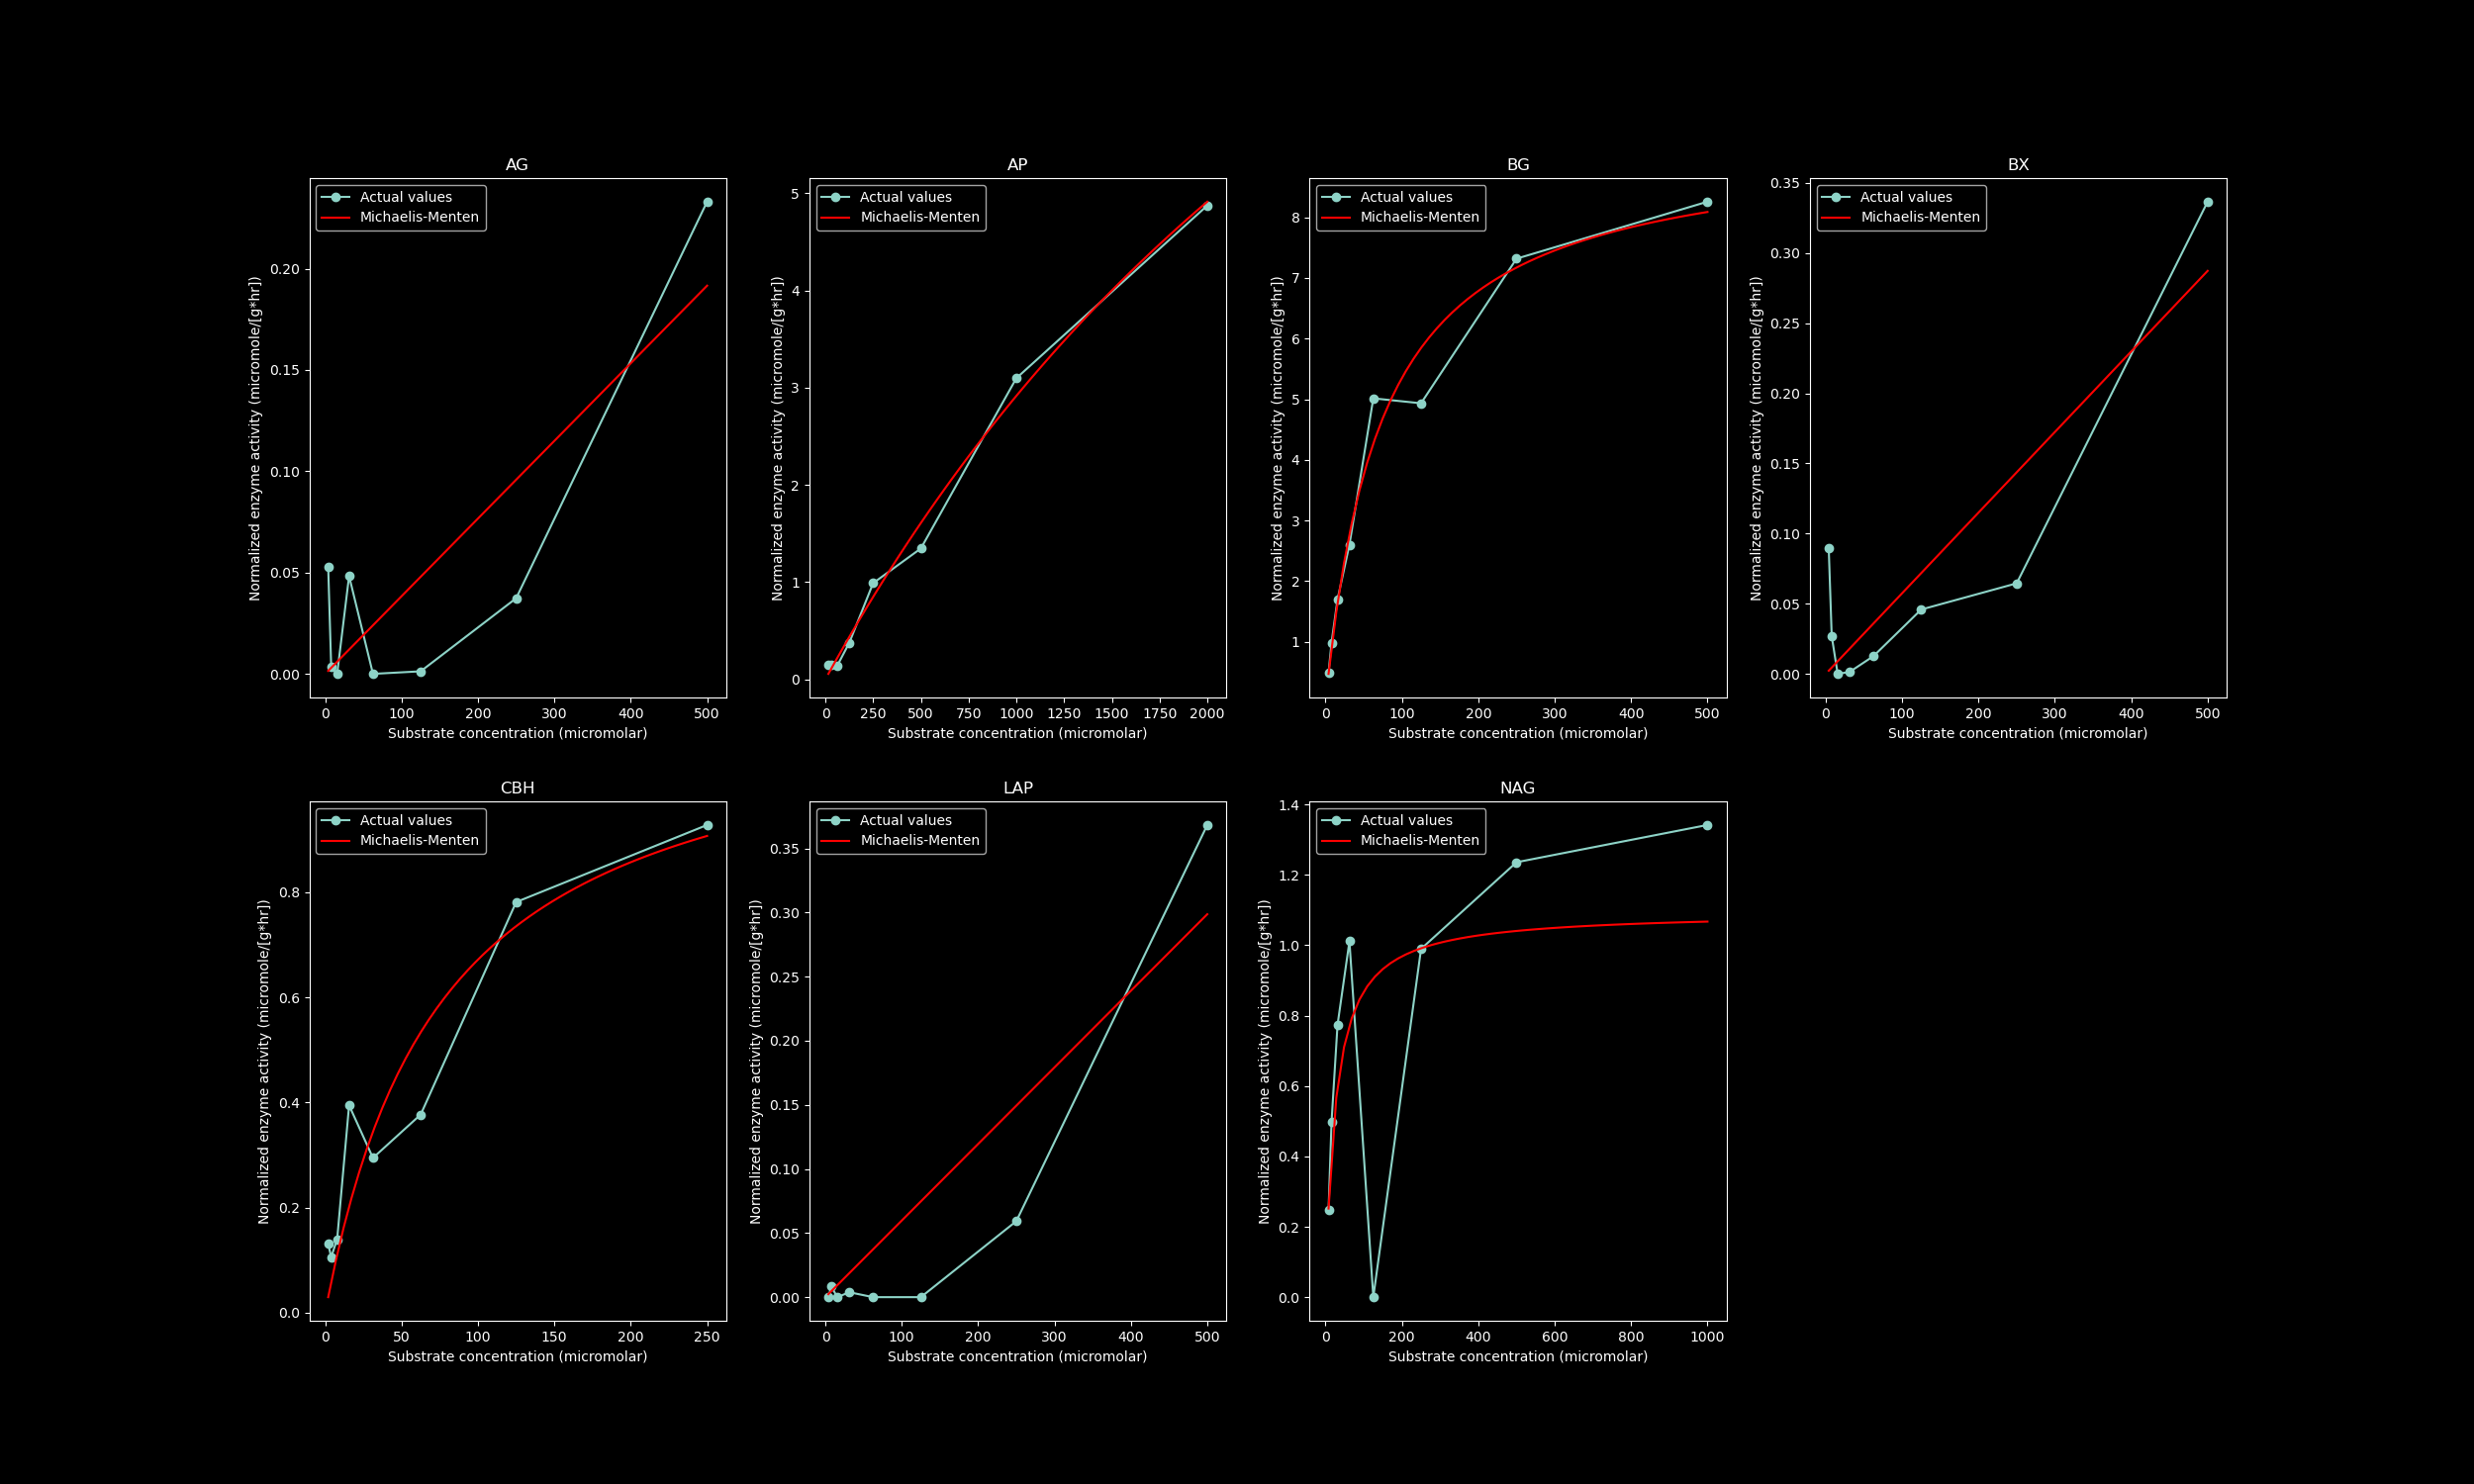 AG
Actual values
Michaelis-Menten
Normalized enzyme activity (micromole/[g*hr])
0.20
0.15
0.10
0.05
0.00
0 100 200 300 400 500
Substrate concentration (micromolar)
AP
Actual values
Michaelis-Menten
Normalized enzyme activity (micromole/[g*hr])
5
4
3
2
1
0
0 250 500 750 1000 1250 1500 1750 2000
Substrate concentration (micromolar)
BG
Actual values
Michaelis-Menten
Normalized enzyme activity (micromole/[g*hr])
8
7
6
5
4
3
2
1
0 100 200 300 400 500
Substrate concentration (micromolar)
BX
Actual values
Michaelis-Menten
Normalized enzyme activity (micromole/[g*hr])
0.35
0.30
0.25
0.20
0.15
0.10
0.05
0.00
0 100 200 300 400 500
Substrate concentration (micromolar)
CBH
Actual values
Michaelis-Menten
Normalized enzyme activity (micromole/[g*hr])
0.8
0.6
0.4
0.2
0.0
0 50 100 150 200 250
Substrate concentration (micromolar)
LAP
Actual values
Michaelis-Menten
Normalized enzyme activity (micromole/[g*hr])
0.35
0.30
0.25
0.20
0.15
0.10
0.05
0.00
0 100 200 300 400 500
Substrate concentration (micromolar)
NAG
Actual values
Michaelis-Menten
Normalized enzyme activity (micromole/[g*hr])
1.4
1.2
1.0
0.8
0.6
0.4
0.2
0.0
0 200 400 600 800 1000
Substrate concentration (micromolar)